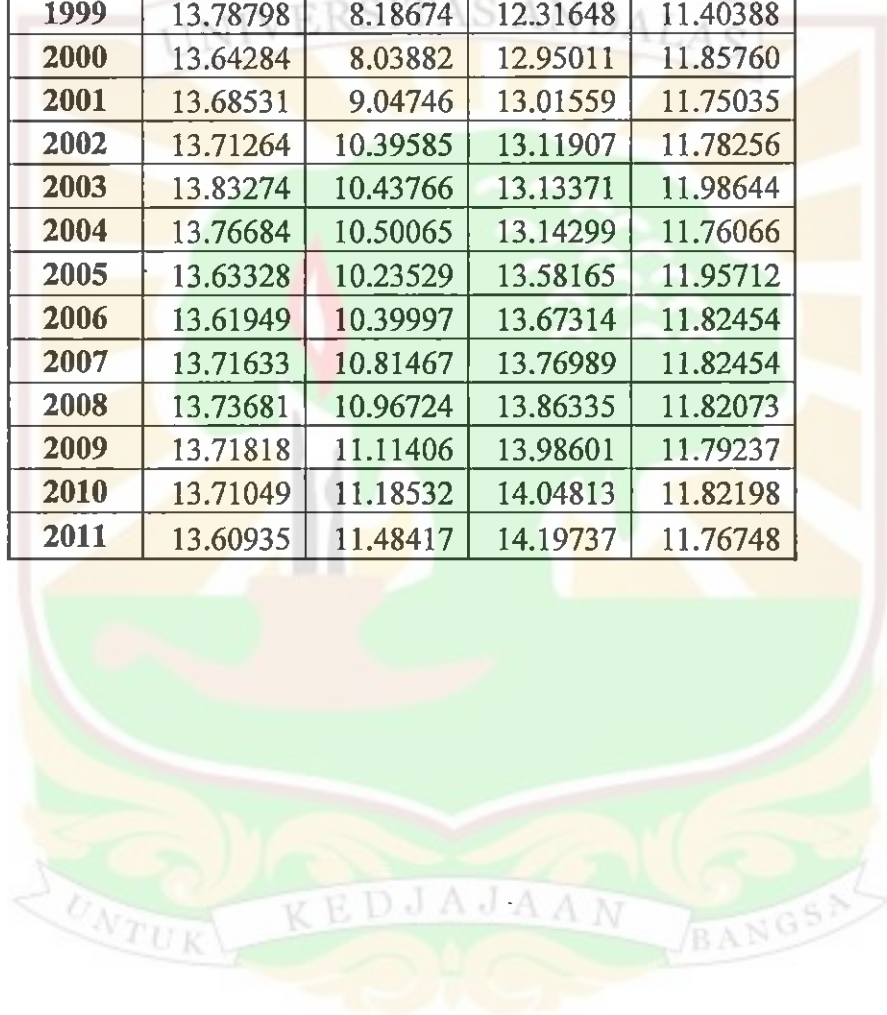 1999 13.78798 8.18674 12.31648 11.40388
UNIVERSITAS ANDALAS
2000 13.64284 8.03882 12.95011 11.85760
2001 13.68531 9.04746 13.01559 11.75035
2002 13.71264 10.39585 13.11907 11.78256
2003 13.83274 10.43766 13.13371 11.98644
2004 13.76684 10.50065 13.14299 11.76066
2005 13.63328 10.23529 13.58165 11.95712
2006 13.61949 10.39997 13.67314 11.82454
2007 13.71633 10.81467 13.76989 11.82454
2008 13.73681 10.96724 13.86335 11.82073
2009 13.71818 11.11406 13.98601 11.79237
2010 13.71049 11.18532 14.04813 11.82198
2011 13.60935 11.48417 14.19737 11.76748
UNTUK KEDJAJAAN BANGSA